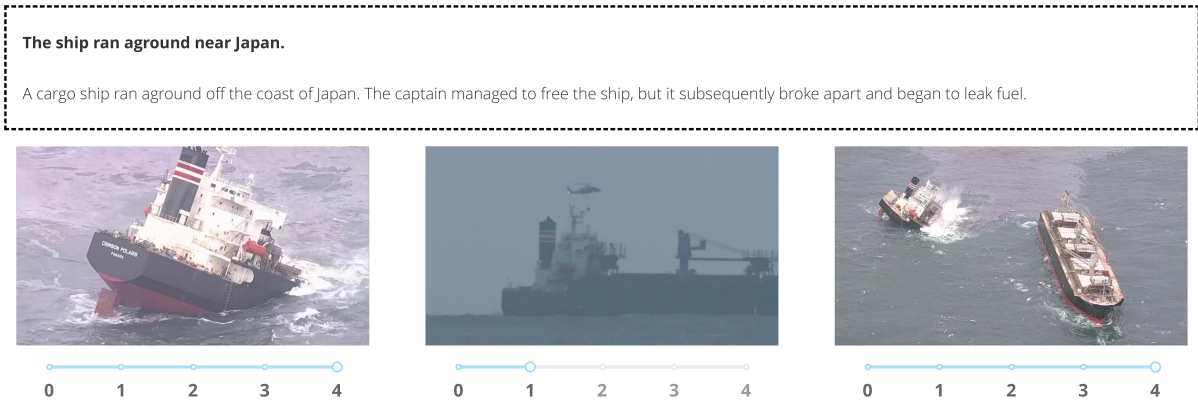 The ship ran aground near Japan.
A cargo ship ran aground off the coast of Japan. The captain managed to free the ship, but it subsequently broke apart and began to leak fuel.
CRIMSON POLARIS
PANAMA
0 1 2 3 4
0 1 2 3 4
0 1 2 3 4